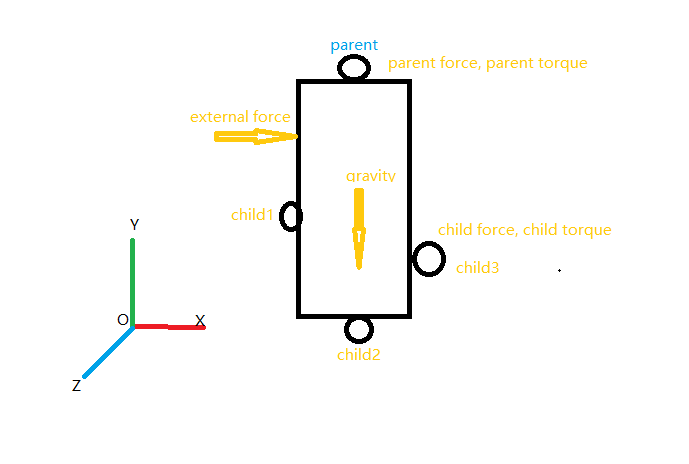 parent
parent force, parent torque
external force
gravity
child1
child force, child torque
child3
child2
Y
O
X
Z